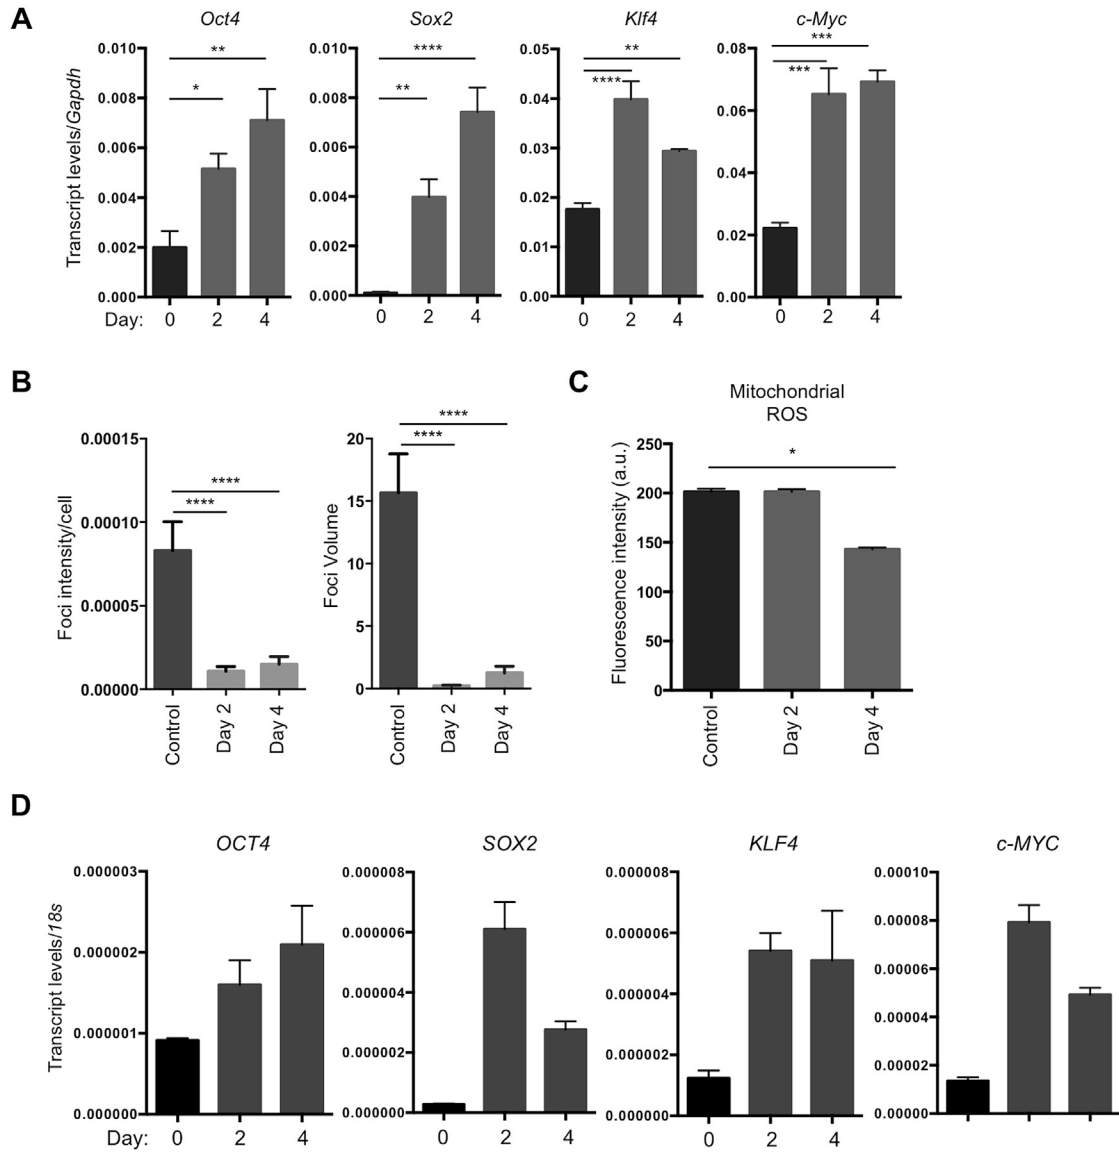 A
Oct4
Sox2
Klf4
c-Myc
Transcript levels/Gapdh
0.010
0.008
0.006
0.004
0.002
0.000
**
*
Day: 0 2 4
0.010
0.008
0.006
0.004
0.002
0.000
****
**
0 2 4
0.05
0.04
0.03
0.02
0.01
0.00
**
****
0 2 4
0.08
0.06
0.04
0.02
0.00
***
***
0 2 4
B
Foci intensity/cell
0.00015
0.00010
0.00005
0.00000
****
****
Control
Day 2
Day 4
Foci Volume
20
15
10
5
0
****
****
Control
Day 2
Day 4
C
Mitochondrial
ROS
Fluorescence intensity (a.u.)
250
200
150
100
50
0
*
Control
Day 2
Day 4
D
OCT4
SOX2
KLF4
c-MYC
Transcript levels/18s
0.000003
0.000002
0.000001
0.000000
Day: 0 2 4
0.000008
0.000006
0.000004
0.000002
0.000000
0 2 4
0.000008
0.000006
0.000004
0.000002
0.000000
0 2 4
0.00010
0.00008
0.00006
0.00004
0.00002
0.00000